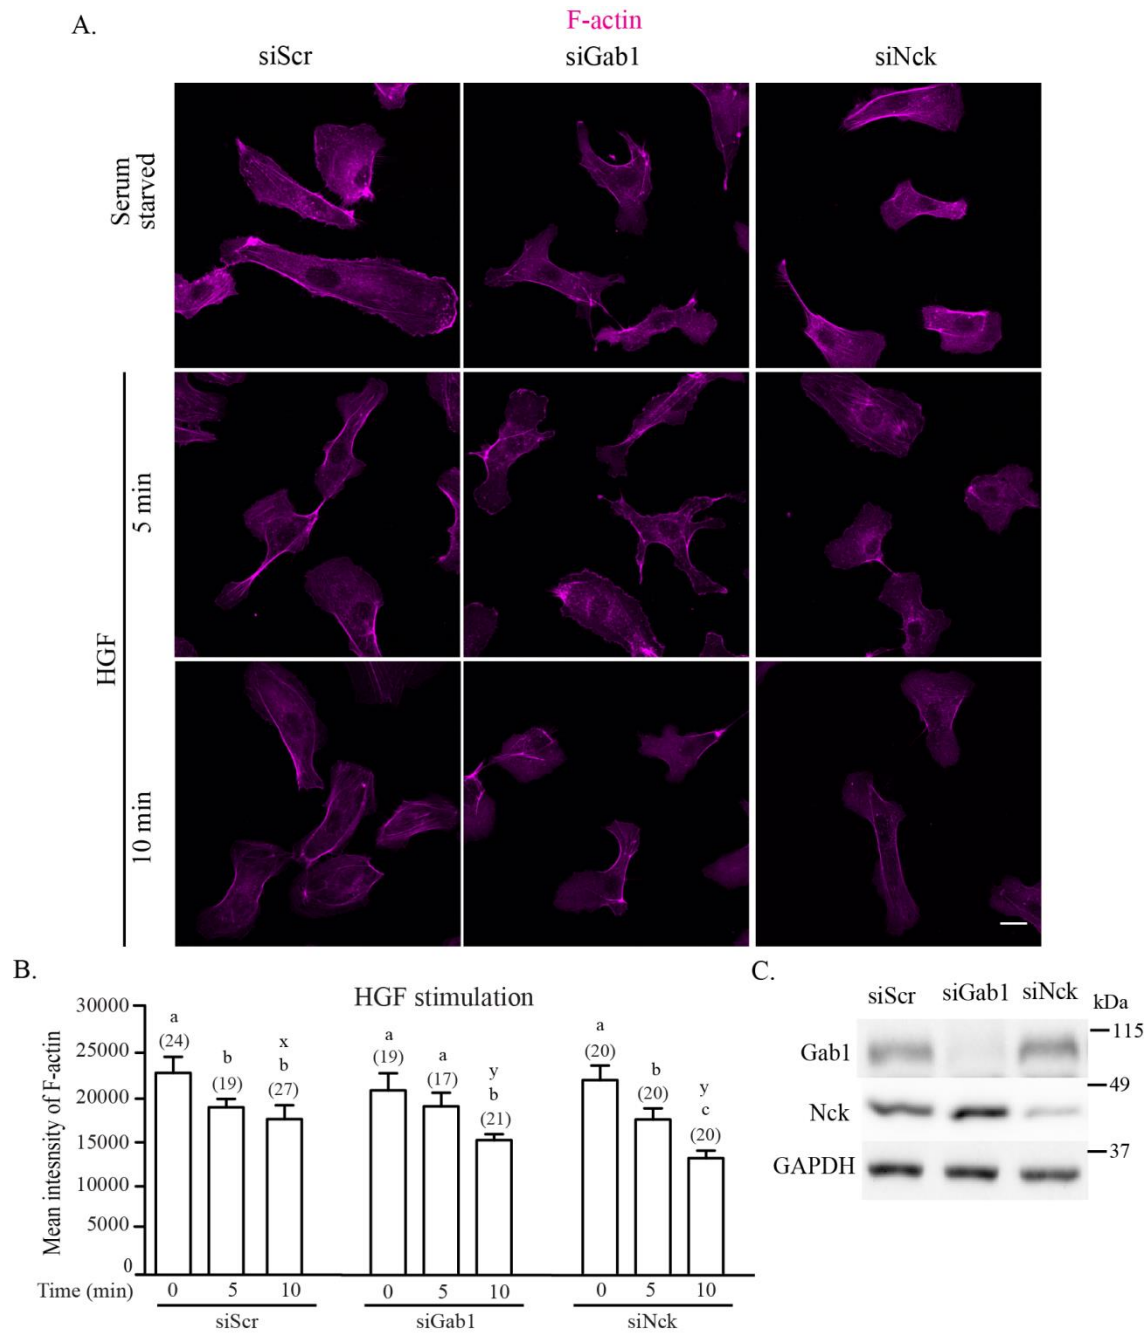 A.
F-actin
siScr siGab1 siNck
Serum
starved
5 min
HGF
10 min
B.
HGF stimulation
Mean intesnsity of F-actin
30000
25000
20000
15000
10000
5000
0
a
(24)
b
(19)
x
b
(27)
a
(19)
a
(17)
y
b
(21)
a
(20)
b
(20)
y
c
(20)
Time (min) 0 5 10 0 5 10 0 5 10
siScr siGab1 siNck
C.
siScr siGab1 siNck kDa
Gab1 115
Nck 49
GAPDH 37